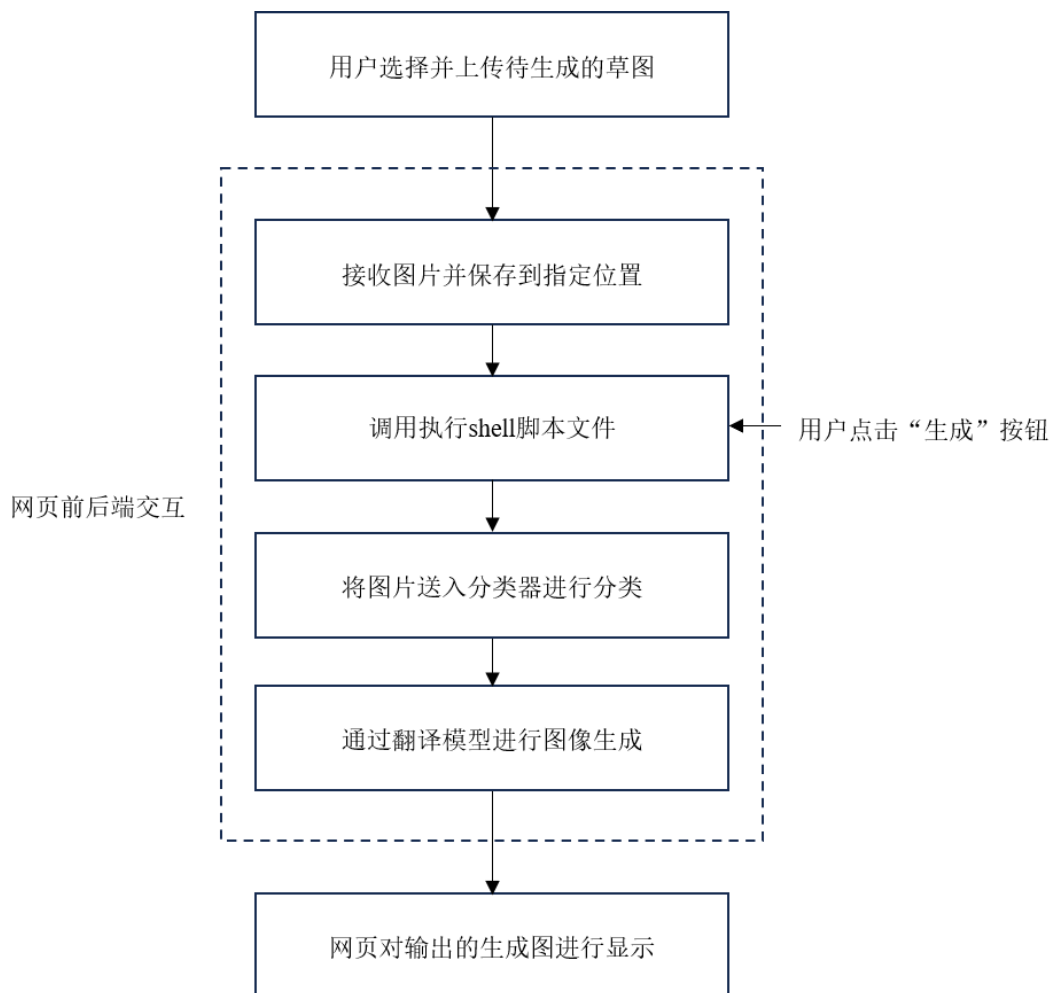 用户选择并上传待生成的草图
接收图片并保存到指定位置
调用执行shell脚本文件
用户点击“生成”按钮
网页前后端交互
将图片送入分类器进行分类
通过翻译模型进行图像生成
网页对输出的生成图进行显示